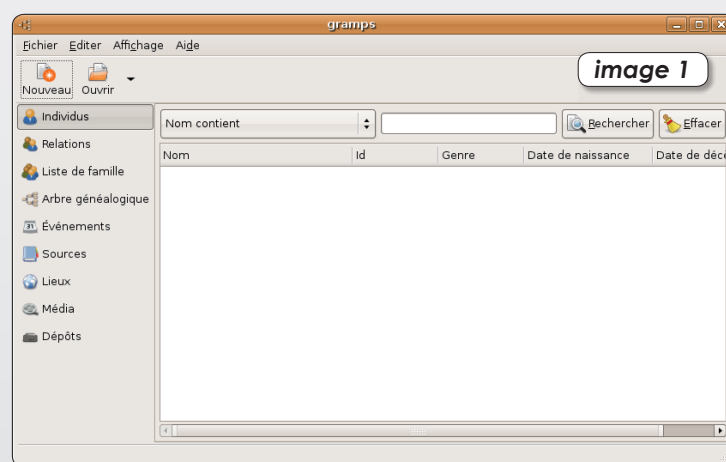 gramps
Fichier Editer Affichage Aide
image 1
Nouveau Ouvrir
Individus
Relations
Liste de famille
Arbre généalogique
Événements
Sources
Lieux
Média
Dépôts
Nom contient Rechercher Effacer
Nom Id Genre Date de naissance Date de décè